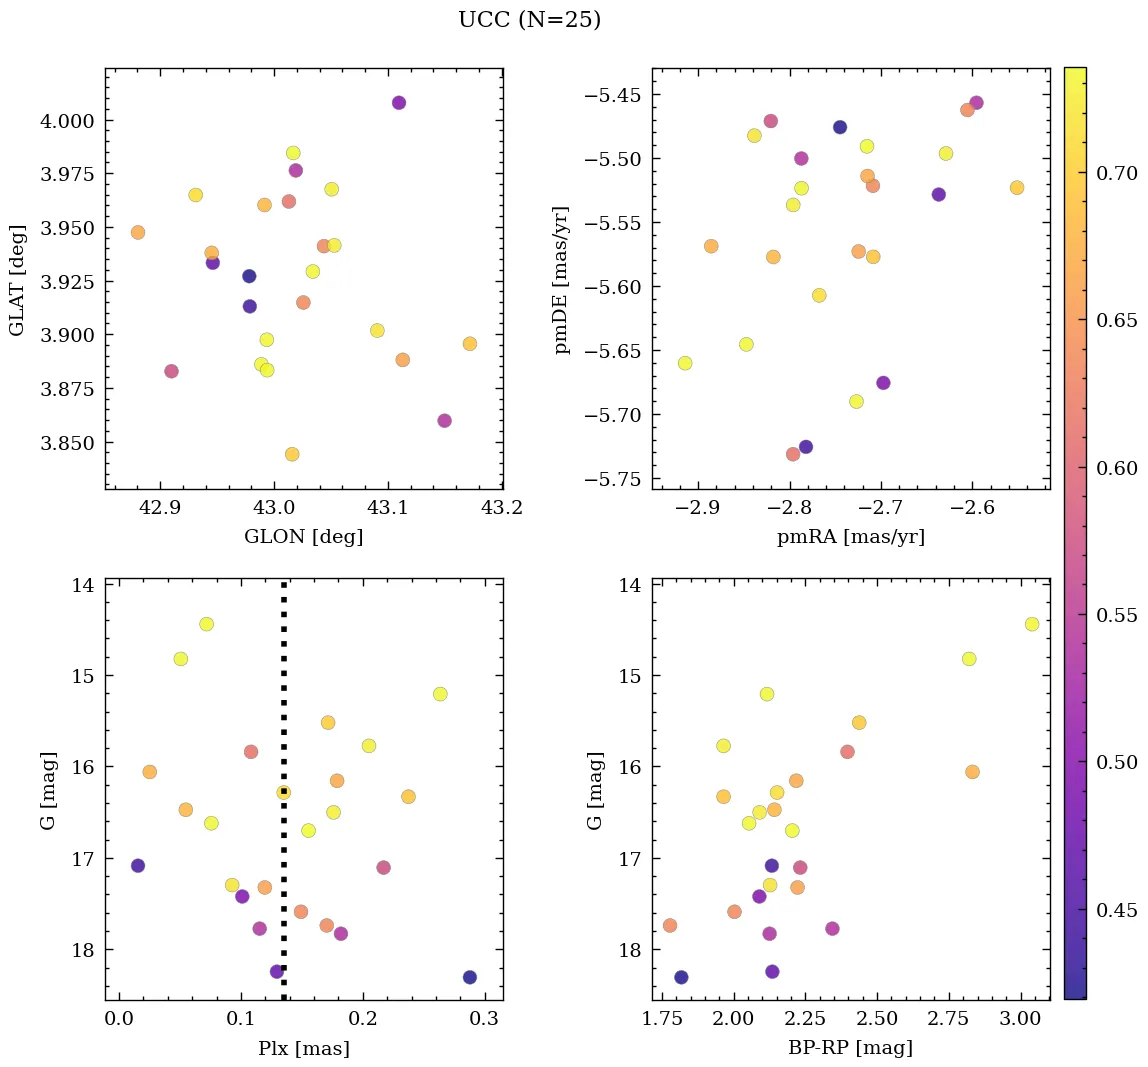 UCC (N=25)
4.000
3.975
3.950
3.925
3.900
3.875
3.850
GLAT [deg]
42.9 43.0 43.1 43.2
GLON [deg]
−5.45
−5.50
−5.55
−5.60
−5.65
−5.70
−5.75
pmDE [mas/yr]
−2.9 −2.8 −2.7 −2.6
pmRA [mas/yr]
14
15
16
17
18
G [mag]
0.0 0.1 0.2 0.3
Plx [mas]
14
15
16
17
18
G [mag]
1.75 2.00 2.25 2.50 2.75 3.00
BP-RP [mag]
0.70
0.65
0.60
0.55
0.50
0.45